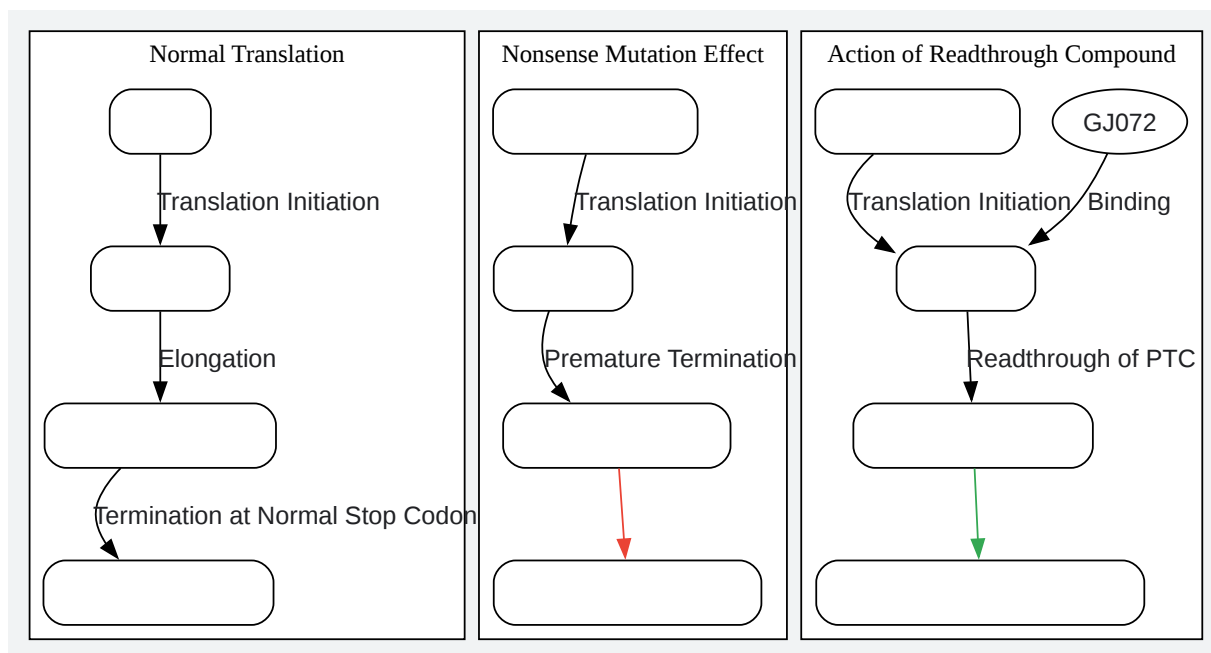 Normal Translation
Translation Initiation
Elongation
Termination at Normal Stop Codon
Nonsense Mutation Effect
Translation Initiation
Premature Termination
Action of Readthrough Compound
GJ072
Translation Initiation
Binding
Readthrough of PTC